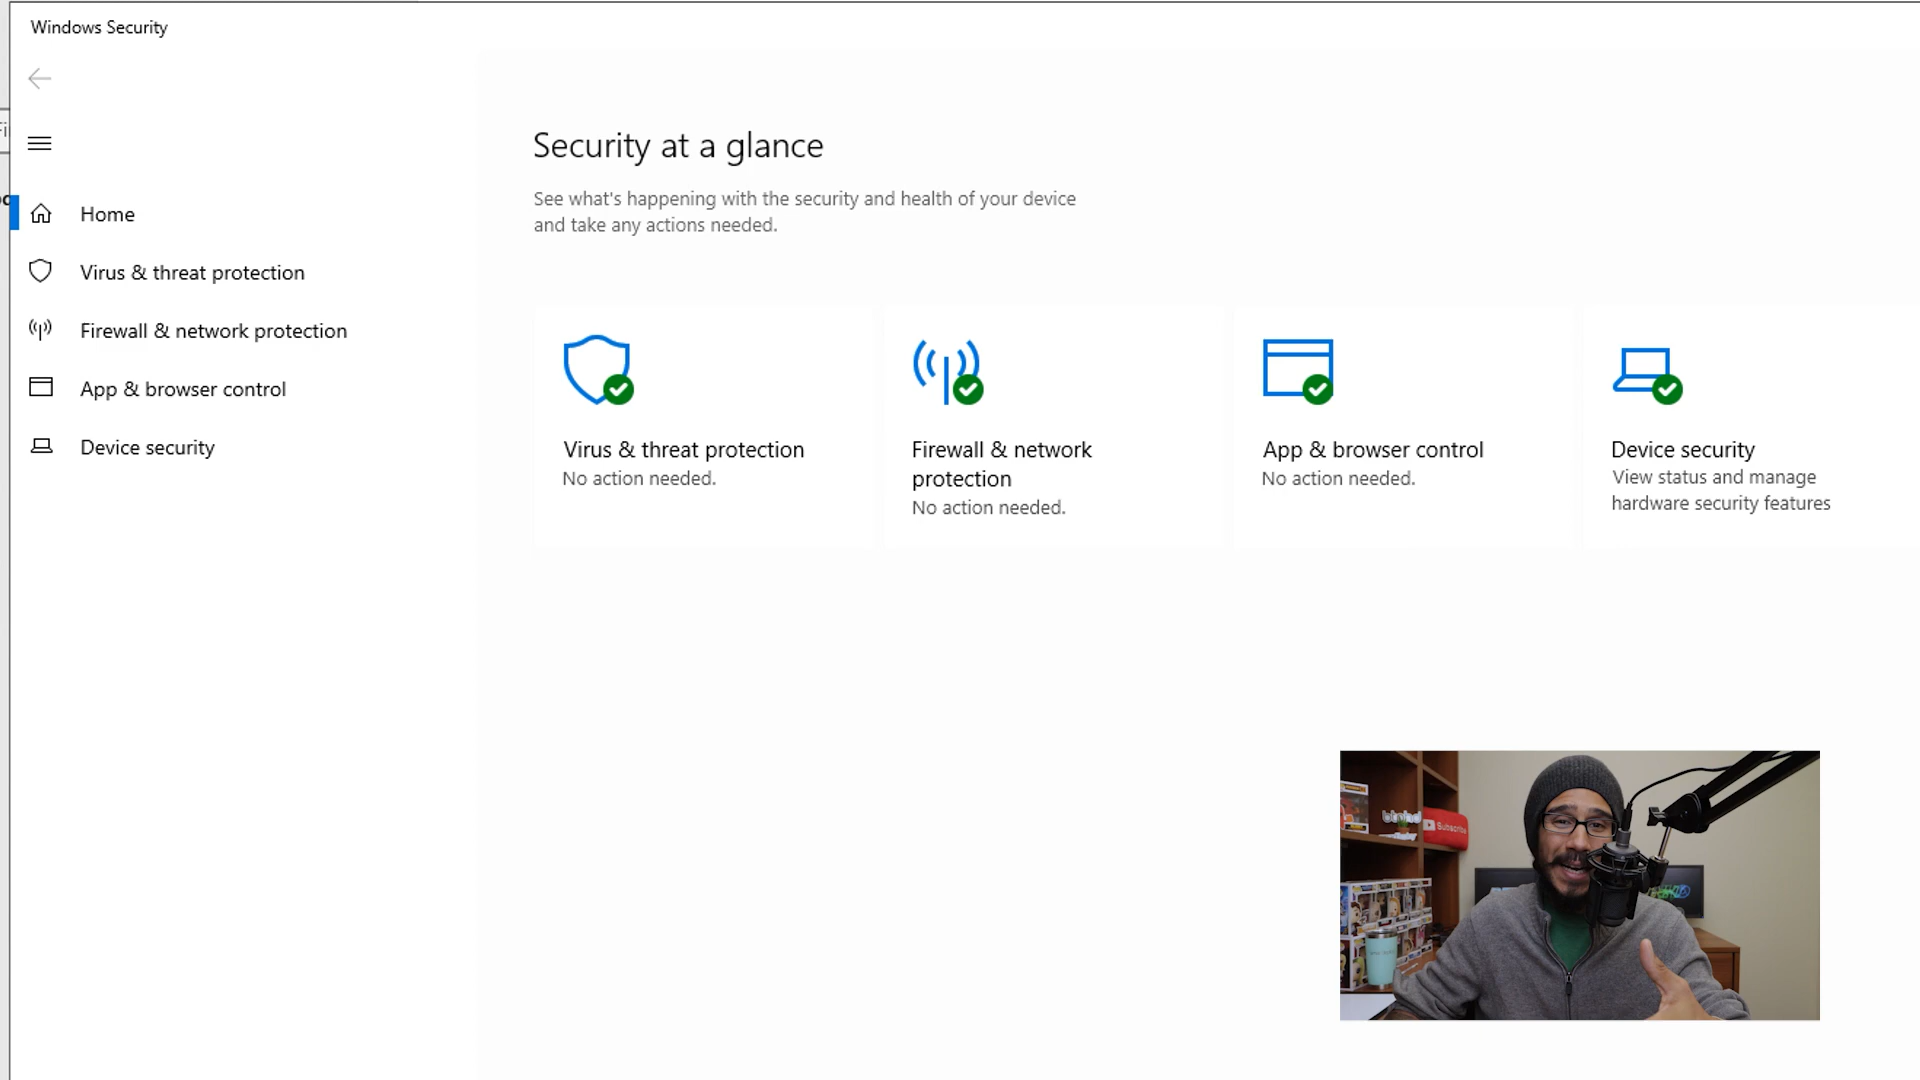 Windows Security
Home
Virus & threat protection
Firewall & network protection
App & browser control
Device security
Security at a glance
See what's happening with the security and health of your device
and take any actions needed.
Virus & threat protection
No action needed.
Firewall & network
protection
No action needed.
App & browser control
No action needed.
Device security
View status and manage
hardware security features
Subscribe